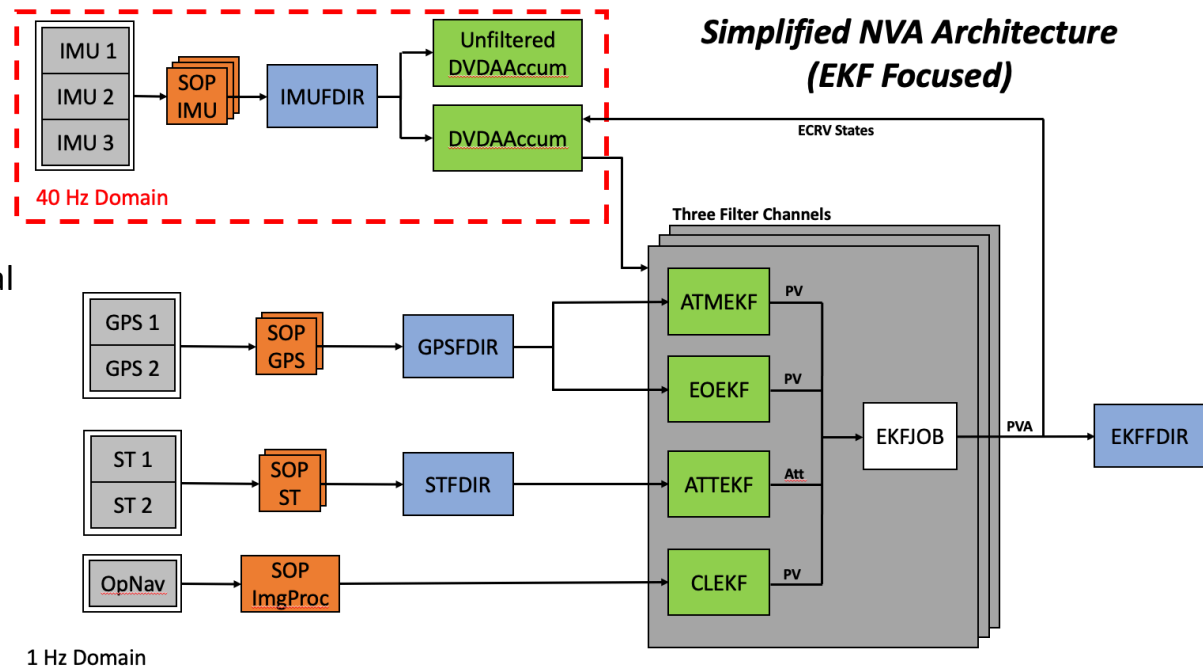 Simplified NVA Architecture
(EKF Focused)
IMU 1
IMU 2
IMU 3
SOP
IMU
IMUFDIR
Unfiltered
DVDAAccum
DVDAAccum
ECRV States
40 Hz Domain
Three Filter Channels
al
GPS 1
GPS 2
SOP
GPS
GPSFDIR
ATMEKF
PV
EOEKF
PV
EKFJOB
PVA
EKFFDIR
ST 1
ST 2
SOP
ST
STFDIR
ATTEKF
Att
OpNav
SOP
ImgProc
CLEKF
PV
1 Hz Domain